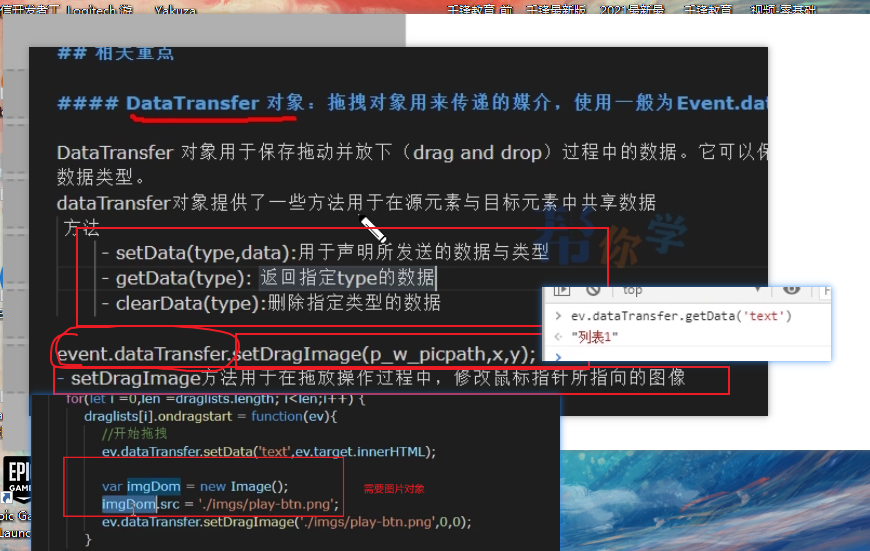 Logitech 游
Yakuza
千锋教育 前
千锋最新版
2021最新最
千锋教育
视频-零基础
## 相关重点
#### DataTransfer 对象：拖拽对象用来传递的媒介，使用一般为Event.dat
DataTransfer 对象用于保存拖动并放下（drag and drop）过程中的数据。它可以保
数据类型。
dataTransfer对象提供了一些方法用于在源元素与目标元素中共享数据
方法
- setData(type,data):用于声明所发送的数据与类型
- getData(type): 返回指定type的数据
- clearData(type):删除指定类型的数据
帮你学
top
> ev.dataTransfer.getData('text')
"列表1"
>
event.dataTransfer.setDragImage(p_w_picpath,x,y);
- setDragImage方法用于在拖放操作过程中，修改鼠标指针所指向的图像
for(let i =0,len =draglists.length; i<len;i++) {
draglists[i].ondragstart = function(ev){
//开始拖拽
ev.dataTransfer.setData('text',ev.target.innerHTML);
var imgDom = new Image();
需要图片对象
imgDom.src = './imgs/play-btn.png';
ev.dataTransfer.setDragImage('./imgs/play-btn.png',0,0);
}
EPI
GAM
pic Ga
Launc